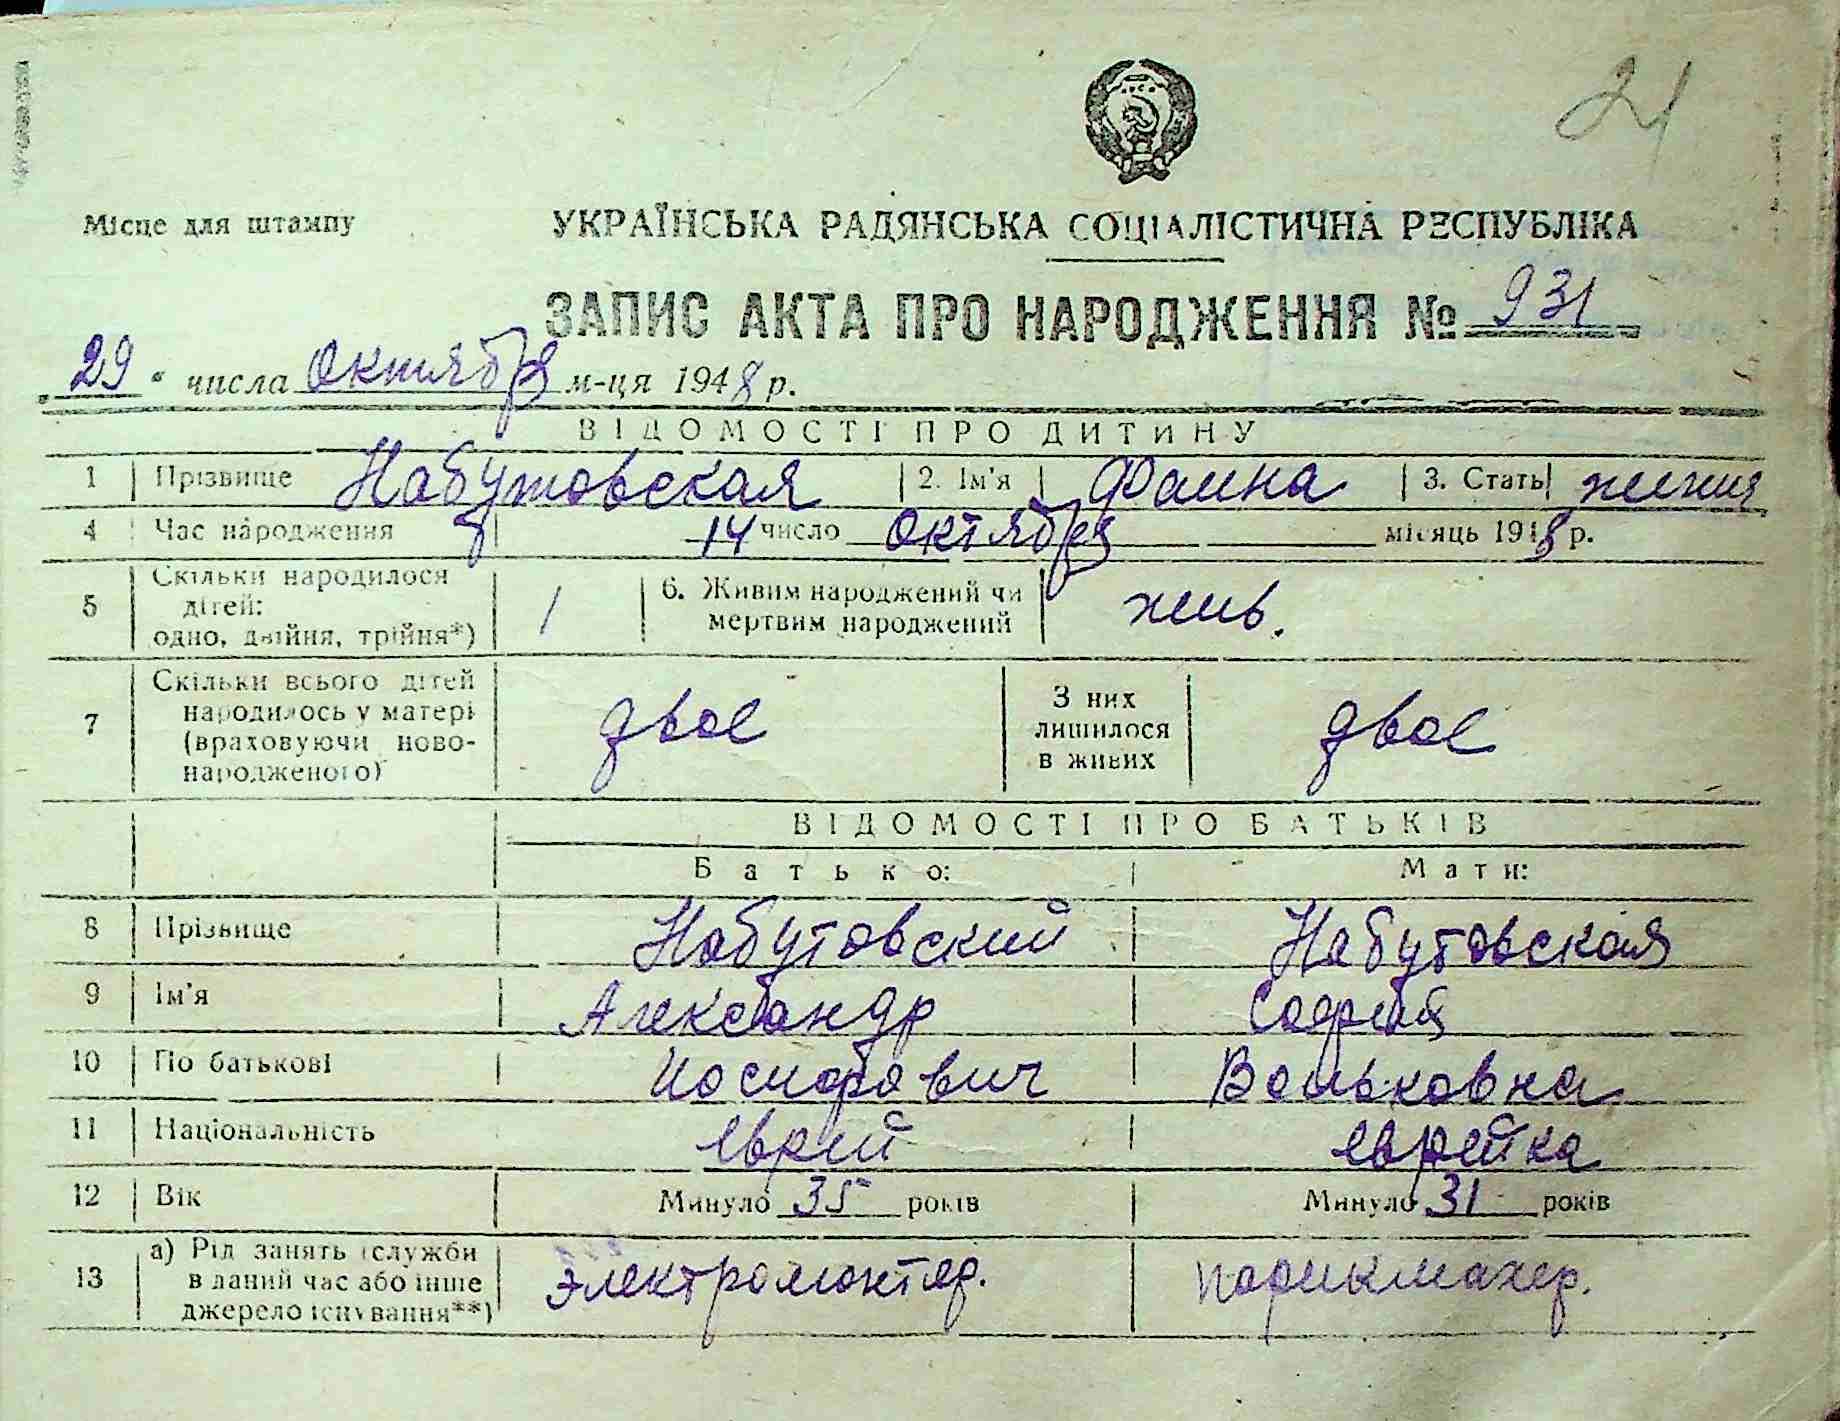 21
Місце для штампу
УКРАЇНСЬКА РАДЯНСЬКА СОЦІАЛІСТИЧНА РЕСПУБЛІКА
ЗАПИС АКТА ПРО НАРОДЖЕННЯ № 931
29 числа октября м-ця 1948 р.
ВІДОМОСТІ ПРО ДИТИНУ
1 Прізвище Набутовская 2. Ім'я Фаина 3. Стать
4 Час народження 14 число октября місяць 1948 р.
5 Скільки народилося дітей: одно, двійня, трійня*) 1 6. Живим народжений чи мертвим народжений жив.
7 Скільки всього дітей народилось у матері (враховуючи новонародженого) двое З них лишилося в живих двое
ВІДОМОСТІ ПРО БАТЬКІВ
Батько: Мати:
8 Прізвище Набутовский Набутовская
9 Ім'я Александр Софья
10 По батькові Иосифович Вольковна
11 Національність еврей еврейка
12 Вік Минуло 35 років Минуло 31 років
13 а) Рід занять (служби в даний час або інше джерело існування**) электромонтер. парикмахер.